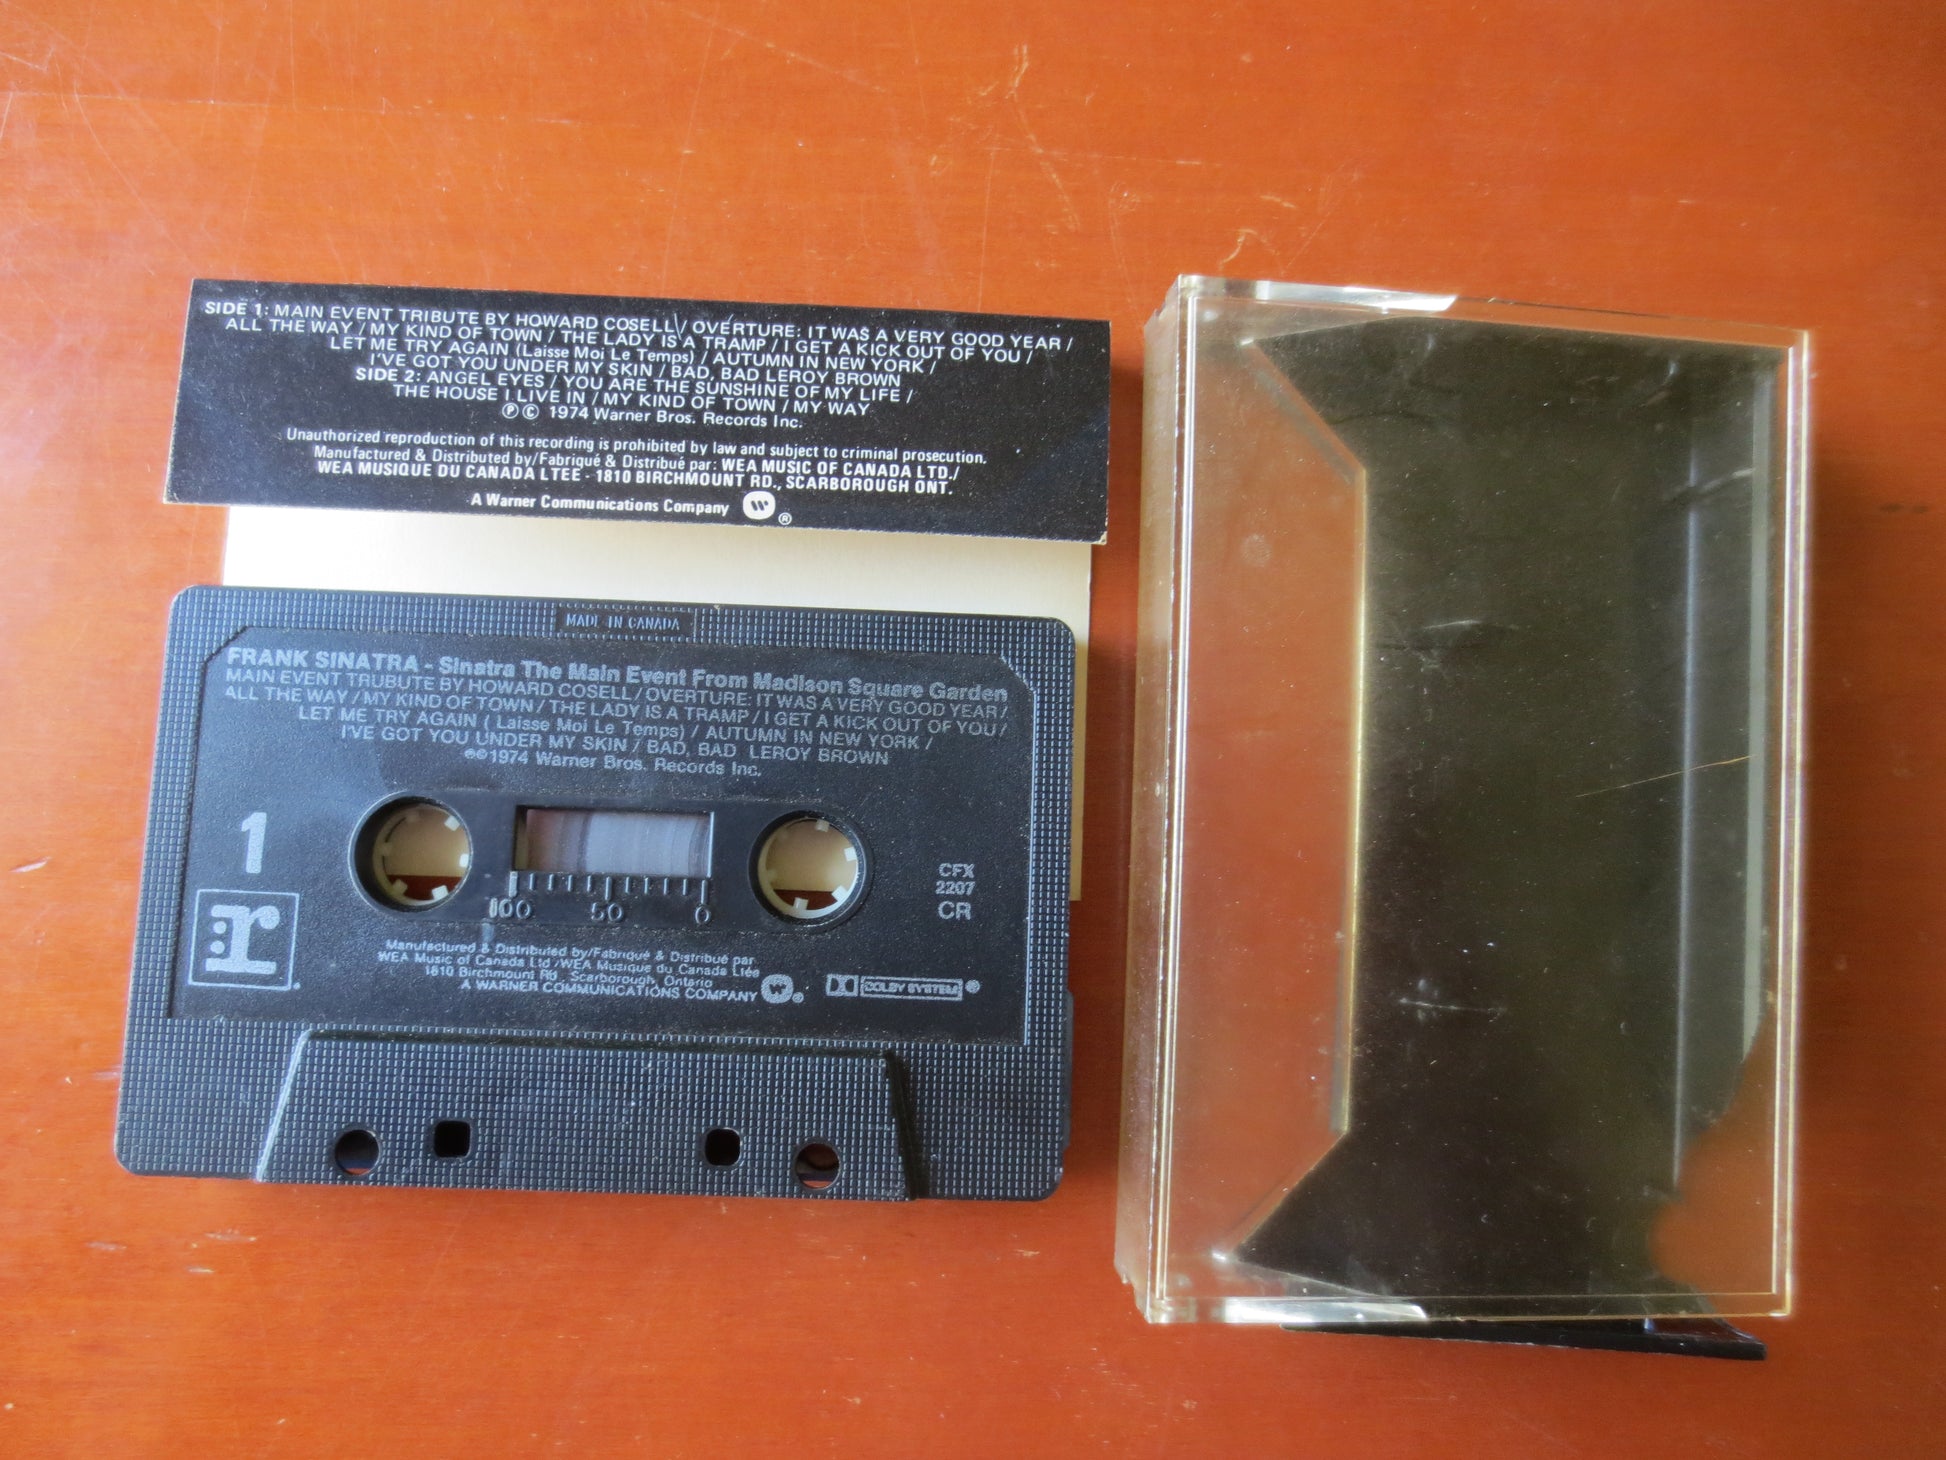 SIDE 1: MAIN EVENT TRIBUTE BY HOWARD COSELL / OVERTURE: IT WAS A VERY GOOD YEAR /
ALL THE WAY / MY KIND OF TOWN / THE LADY IS A TRAMP / I GET A KICK OUT OF YOU /
LET ME TRY AGAIN (Laisse Moi Le Temps) / AUTUMN IN NEW YORK /
I'VE GOT YOU UNDER MY SKIN / BAD, BAD LEROY BROWN
SIDE 2: ANGEL EYES / YOU ARE THE SUNSHINE OF MY LIFE /
THE HOUSE I LIVE IN / MY KIND OF TOWN / MY WAY
℗ © 1974 Warner Bros. Records Inc.
Unauthorized reproduction of this recording is prohibited by law and subject to criminal prosecution.
Manufactured & Distributed by/Fabriqué & Distribué par: WEA MUSIC OF CANADA LTD./
WEA MUSIQUE DU CANADA LTEE - 1810 BIRCHMOUNT RD., SCARBOROUGH ONT.
A Warner Communications Company W ®
MADE IN CANADA
FRANK SINATRA - Sinatra The Main Event From Madison Square Garden
MAIN EVENT TRUBUTE BY HOWARD COSELL / OVERTURE: IT WAS A VERY GOOD YEAR /
ALL THE WAY / MY KIND OF TOWN / THE LADY IS A TRAMP / I GET A KICK OUT OF YOU /
LET ME TRY AGAIN ( Laisse Moi Le Temps) / AUTUMN IN NEW YORK /
I'VE GOT YOU UNDER MY SKIN / BAD, BAD LEROY BROWN
℗©1974 Warner Bros. Records Inc.
1
r
100 50 0
CFX
2207
CR
Manufactured & Distributed by/Fabriqué & Distribué par
WEA Music of Canada Ltd /WEA Musique du Canada Ltée
1810 Birchmount Rd. Scarborough, Ontario
A WARNER COMMUNICATIONS COMPANY W ®
DOLBY SYSTEM ®